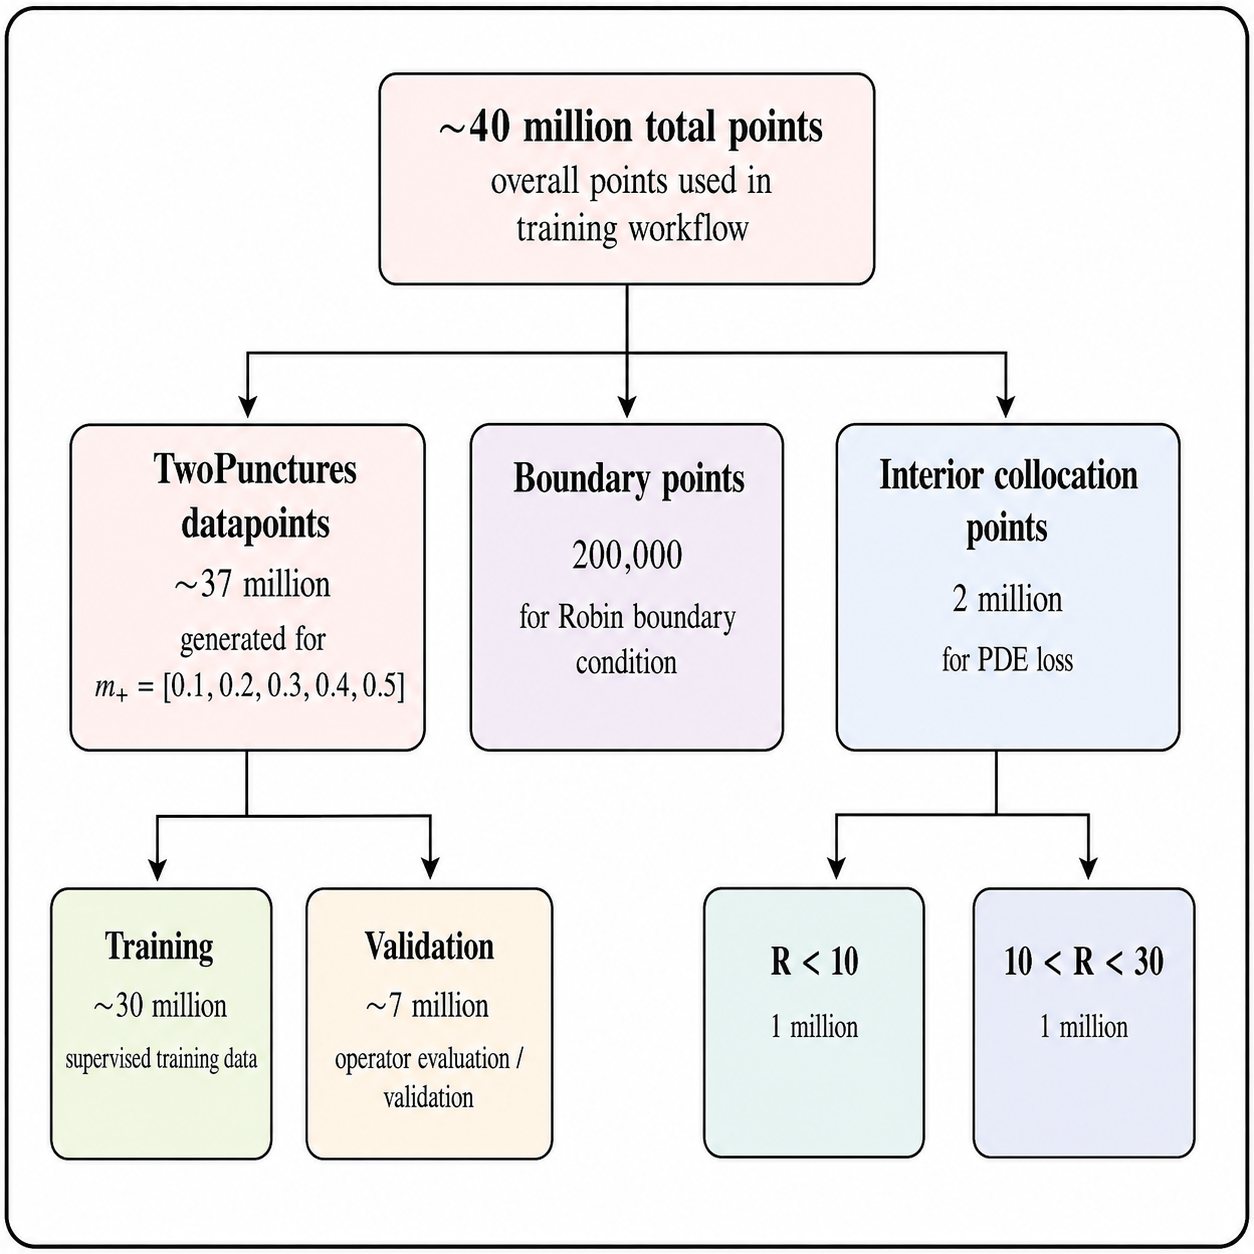 ~40 million total points
overall points used in
training workflow
TwoPunctures
datapoints
~37 million
generated for
m₊ = [0.1, 0.2, 0.3, 0.4, 0.5]
Boundary points
200,000
for Robin boundary
condition
Interior collocation
points
2 million
for PDE loss
Training
~30 million
supervised training data
Validation
~7 million
operator evaluation /
validation
R < 10
1 million
10 < R < 30
1 million